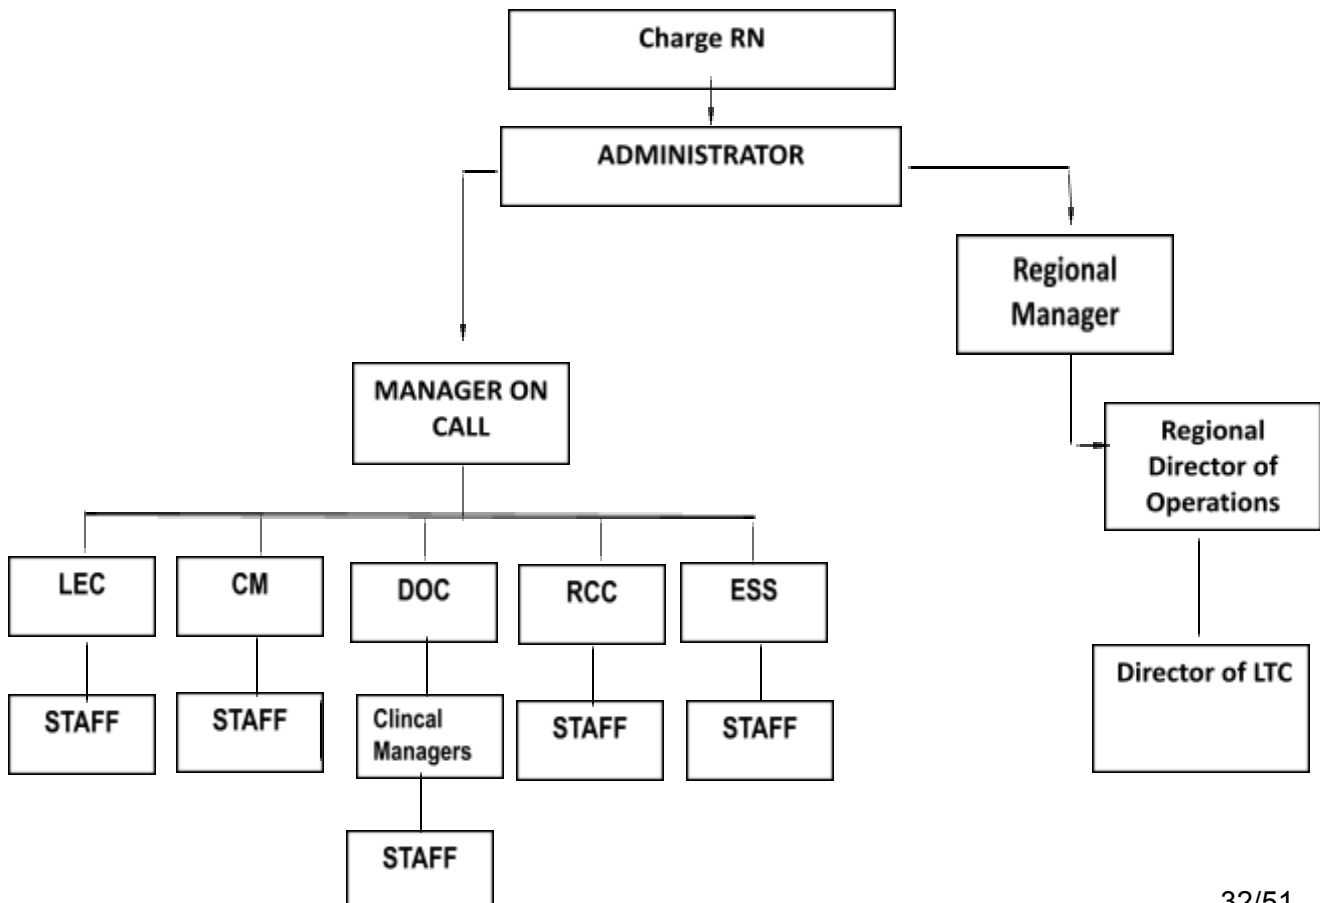 Charge RN
ADMINISTRATOR
Regional
Manager
MANAGER ON
CALL
Regional
Director of
Operations
LEC
CM
DOC
RCC
ESS
Director of LTC
STAFF
STAFF
Clincal
Managers
STAFF
STAFF
STAFF
32/51